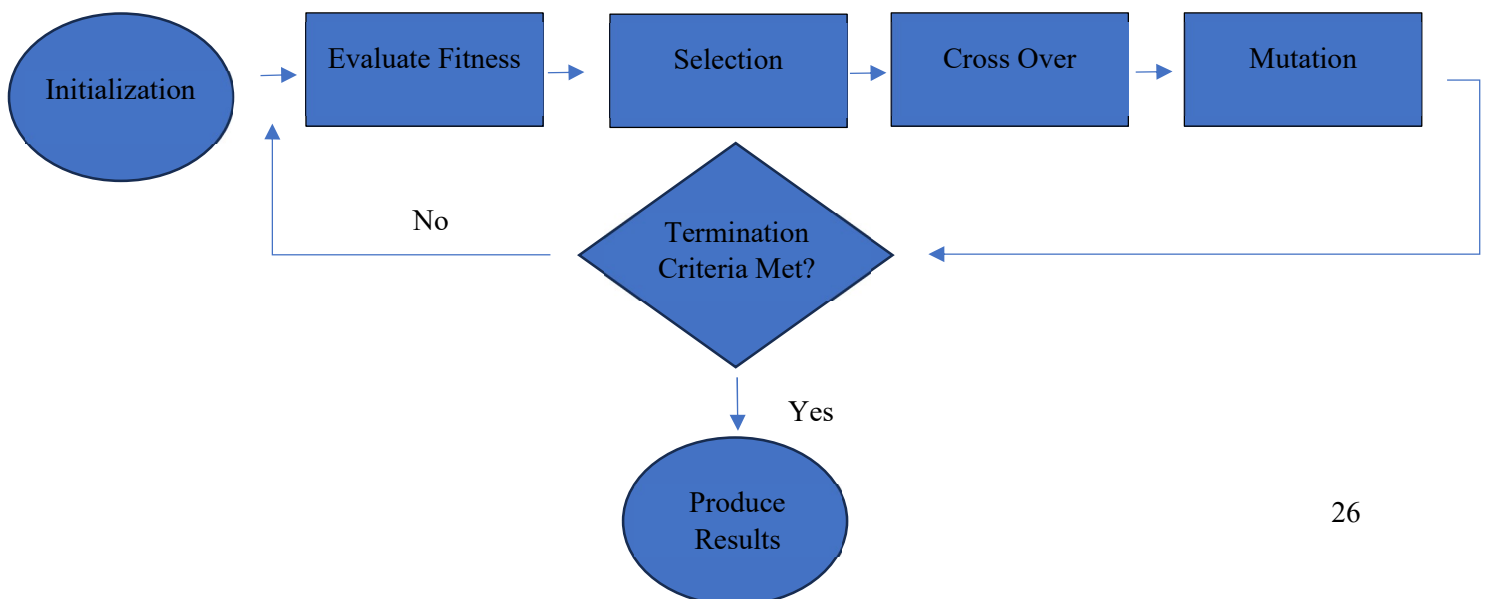 Initialization
Evaluate Fitness
Selection
Cross Over
Mutation
No
Termination
Criteria Met?
Yes
Produce
Results
26